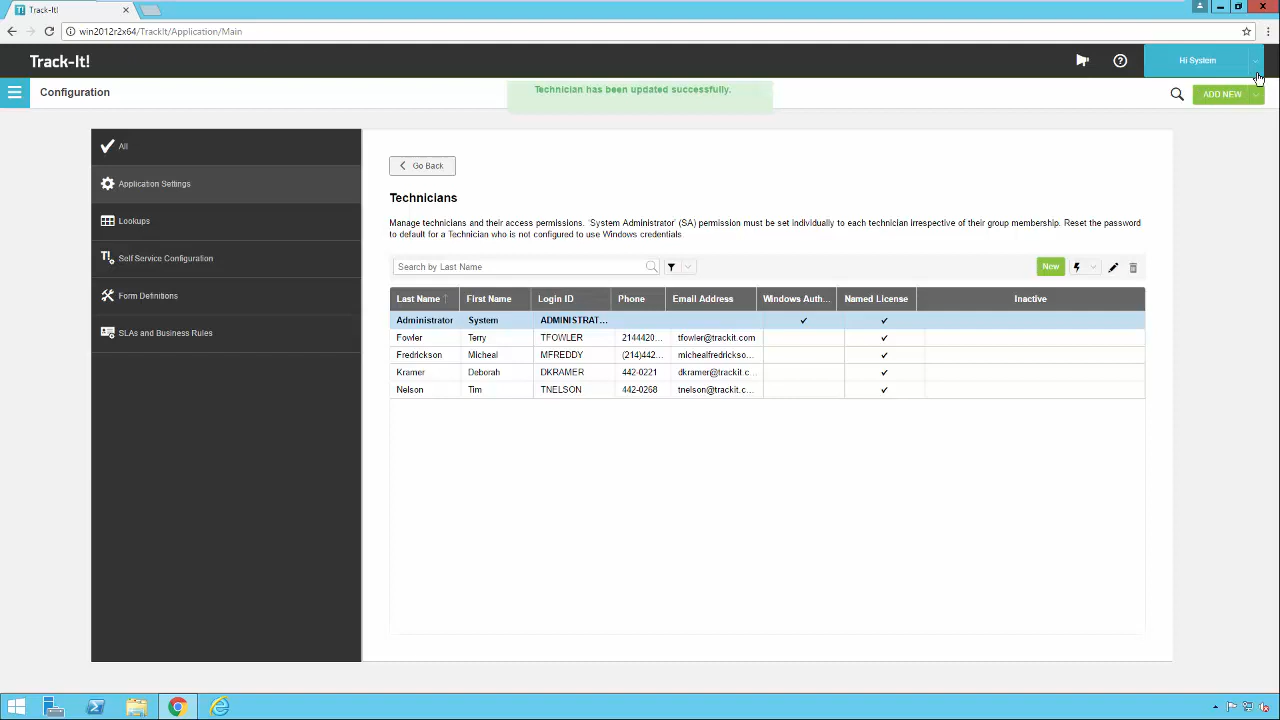 Track-It!
win2012r2x64/TrackIt/Application/Main
Track-It!
Hi System
Configuration
Technician has been updated successfully.
ADD NEW
All
Application Settings
Lookups
Self Service Configuration
Form Definitions
SLAs and Business Rules
Go Back
Technicians
Manage technicians and their access permissions. 'System Administrator' (SA) permission must be set individually to each technician irrespective of their group membership. Reset the password
to default for a Technician who is not configured to use Windows credentials
Search by Last Name
New
Last Name First Name Login ID Phone Email Address Windows Auth... Named License Inactive
Administrator System ADMINISTRAT...
Fowler Terry TFOWLER 2144420... tfowler@trackit.com
Fredrickson Micheal MFREDDY (214)442... michealfredrickso...
Kramer Deborah DKRAMER 442-0221 dkramer@trackit.c...
Nelson Tim TNELSON 442-0268 tnelson@trackit.c...